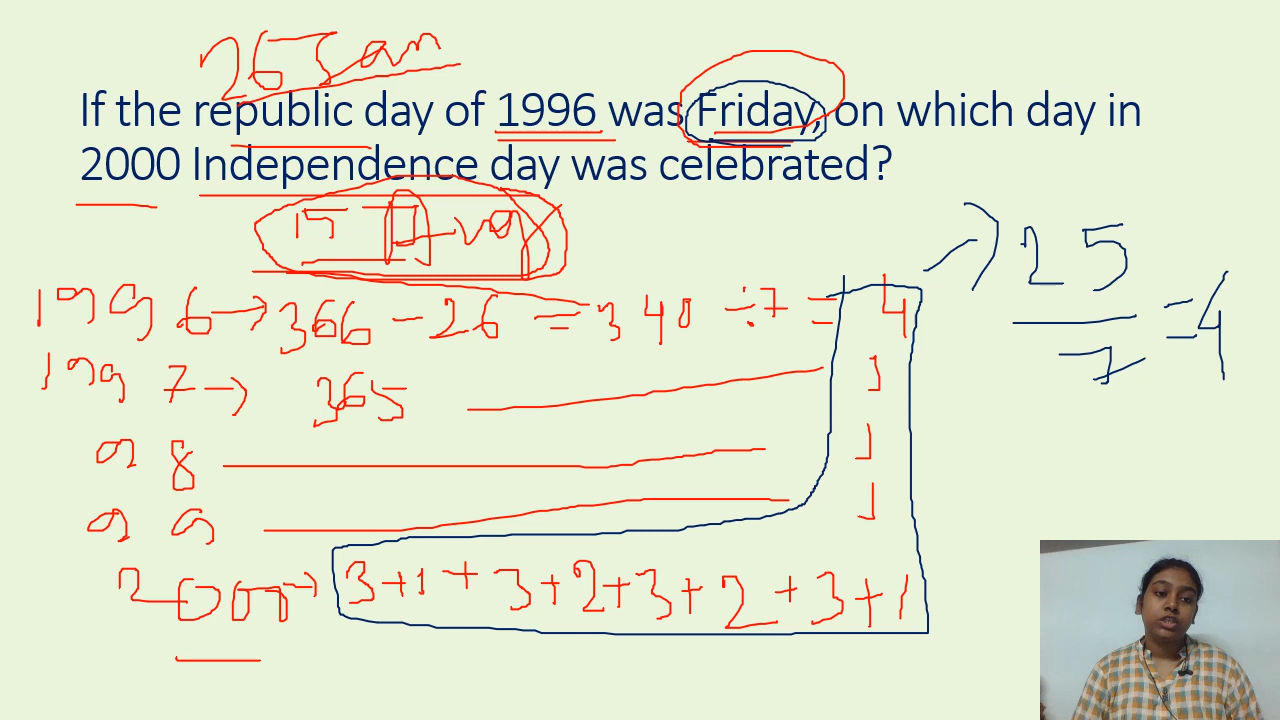 26 Jan
If the republic day of 1996 was Friday, on which day in
2000 Independence day was celebrated?
15 Aug
1996 → 366 - 26 = 340 ÷ 7 = 4
1997 → 365 1
98 1
99 1
2000 → 3+1+3+2+3+2+3+1
→ 25
/7 = 4